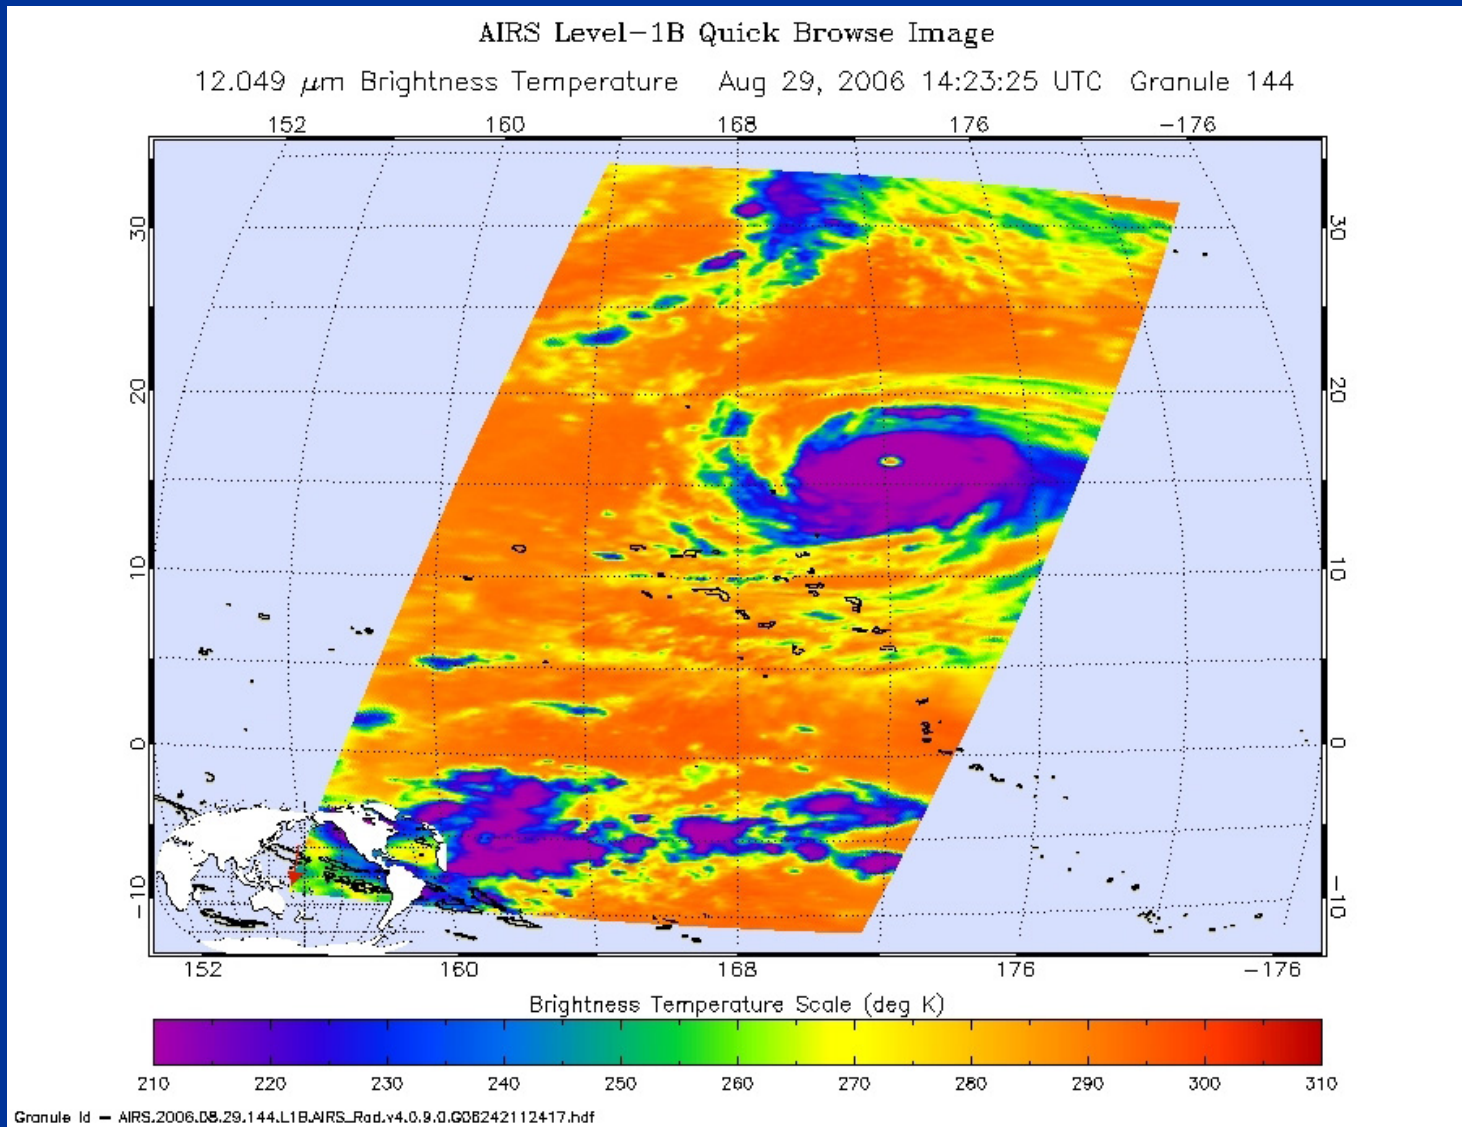 AIRS Level-1B Quick Browse Image
12.049 μm Brightness Temperature Aug 29, 2006 14:23:25 UTC Granule 144
152 160 168 176 -176
30 30
20 20
10 10
0 0
-10 -10
152 160 168 176 -176
Brightness Temperature Scale (deg K)
210 220 230 240 250 260 270 280 290 300 310
Granule Id - AIRS.2006.08.29.144.L1B.AIRS_Rad.v4.0.9.0.G06242112417.hdf